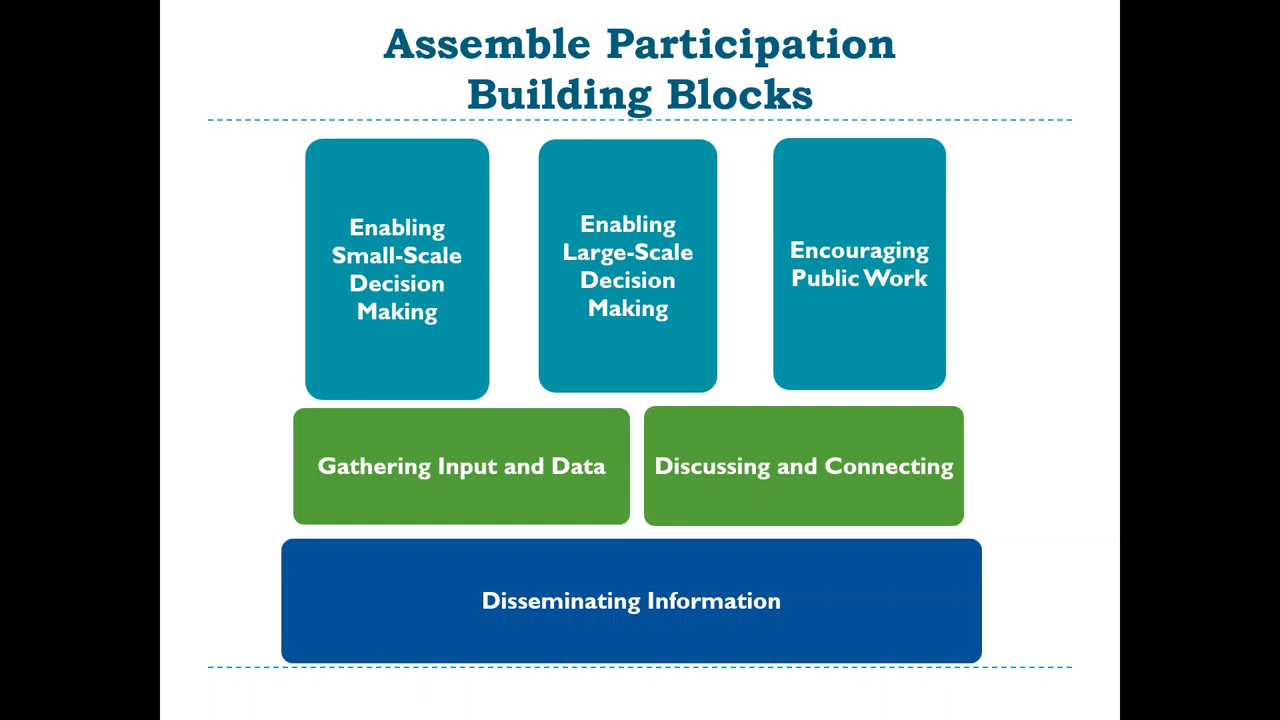 Assemble Participation
Building Blocks
Enabling
Small-Scale
Decision
Making
Enabling
Large-Scale
Decision
Making
Encouraging
Public Work
Gathering Input and Data
Discussing and Connecting
Disseminating Information